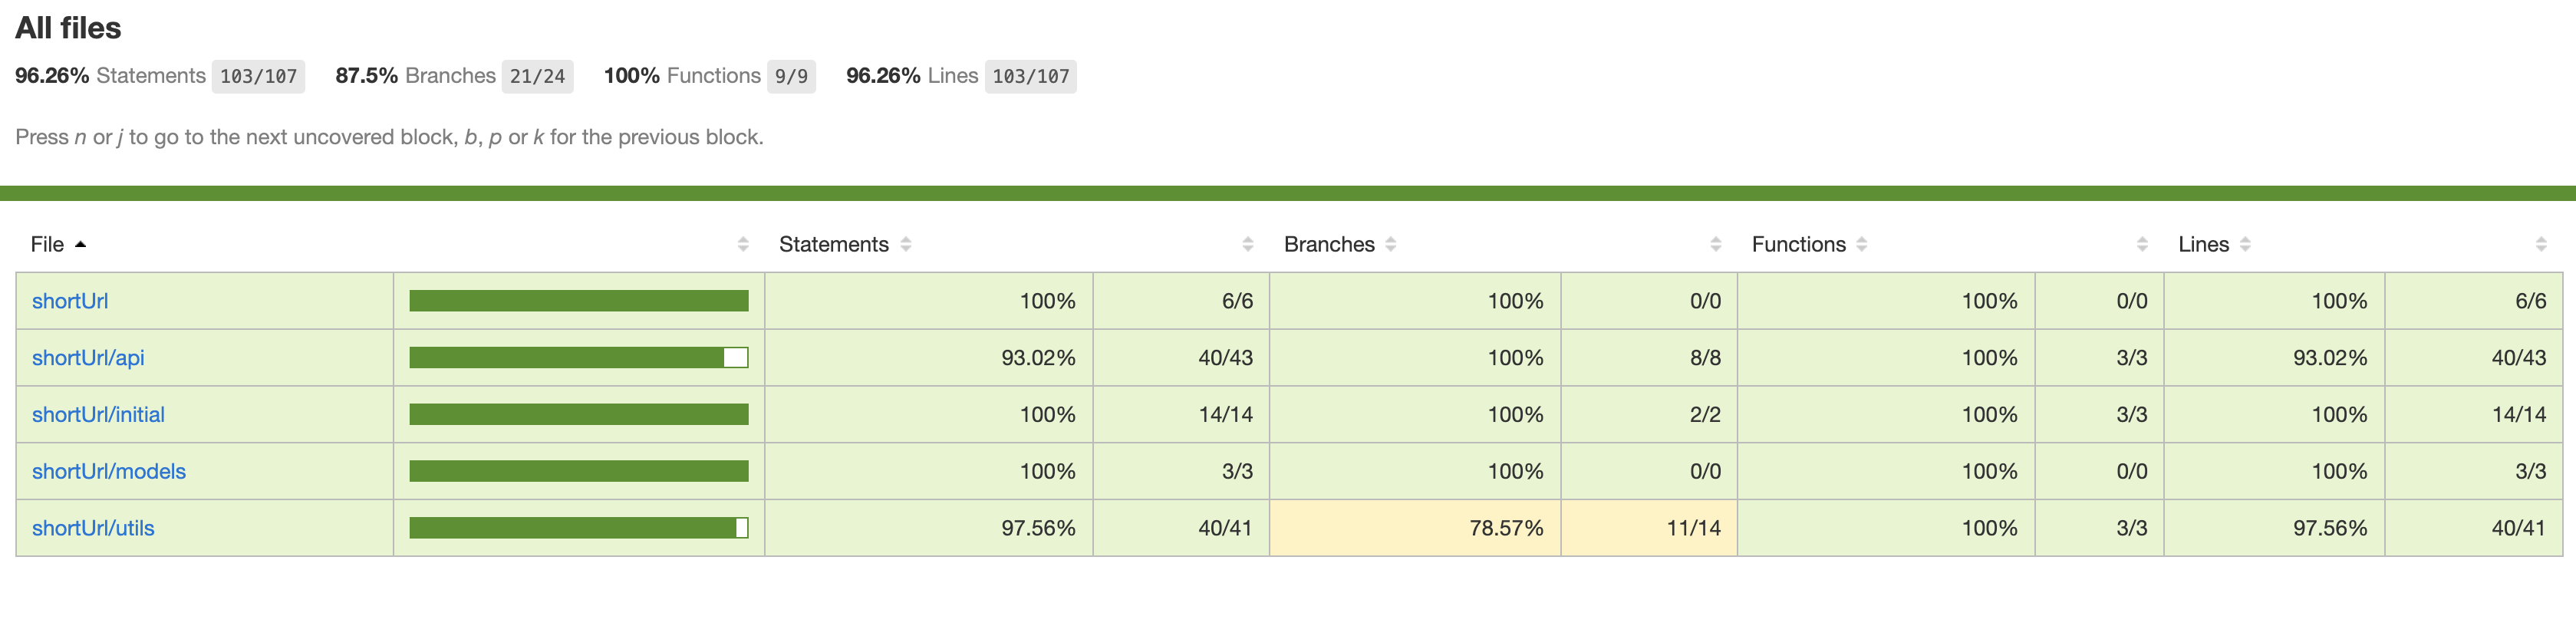 All files
96.26% Statements 103/107 87.5% Branches 21/24 100% Functions 9/9 96.26% Lines 103/107
Press n or j to go to the next uncovered block, b, p or k for the previous block.
File Statements Branches Functions Lines
shortUrl 100% 6/6 100% 0/0 100% 0/0 100% 6/6
shortUrl/api 93.02% 40/43 100% 8/8 100% 3/3 93.02% 40/43
shortUrl/initial 100% 14/14 100% 2/2 100% 3/3 100% 14/14
shortUrl/models 100% 3/3 100% 0/0 100% 0/0 100% 3/3
shortUrl/utils 97.56% 40/41 78.57% 11/14 100% 3/3 97.56% 40/41